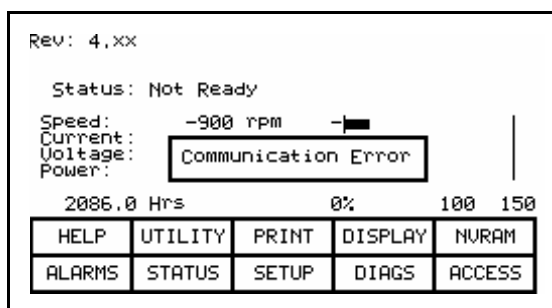 Rev: 4.xx
Status: Not Ready
Speed: -900 rpm
Current:
Voltage:
Power:
Communication Error
2086.0 Hrs 0% 100 150
HELP UTILITY PRINT DISPLAY NVRAM
ALARMS STATUS SETUP DIAGS ACCESS